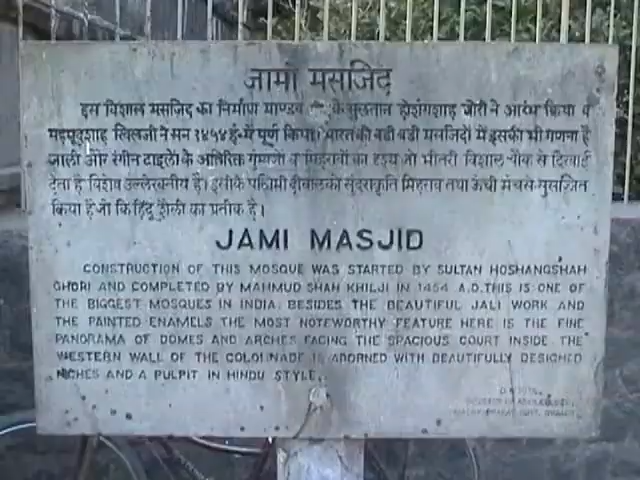 जामी मसजिद
इस विशाल मसजिद का निर्माण माण्डव के सुलतान होशंगशाह ग़ोरी ने आरंभ किया व
महमूदशाह खिलजी ने सन १४५४ ई॰ में पूर्ण किया। भारत की बडी बडी मसजिदों में इसकी भी गणना है
जाली और रंगीन टाइलों के अतिरिक्त गुम्मजों व मिहराबों का दृश्य जो भीतरी विशाल चौक से दिखाई
देता है विशेष उल्लेखनीय है। इसकी पश्चिमी दीवाल को सुंदराकृति मिहराब तथा ऊंची मंच से सुसज्जित
किया है जो कि हिंदू शैली का प्रतीक है।
JAMI MASJID
CONSTRUCTION OF THIS MOSQUE WAS STARTED BY SULTAN HOSHANGSHAH
GHORI AND COMPLETED BY MAHMUD SHAH KHILJI IN 1454 A.D. THIS IS ONE OF
THE BIGGEST MOSQUES IN INDIA. BESIDES THE BEAUTIFUL JALI WORK AND
THE PAINTED ENAMELS THE MOST NOTEWORTHY FEATURE HERE IS THE FINE
PANORAMA OF DOMES AND ARCHES FACING THE SPACIOUS COURT INSIDE. THE
WESTERN WALL OF THE COLONNADE IS ADORNED WITH BEAUTIFULLY DESIGNED
NICHES AND A PULPIT IN HINDU STYLE.